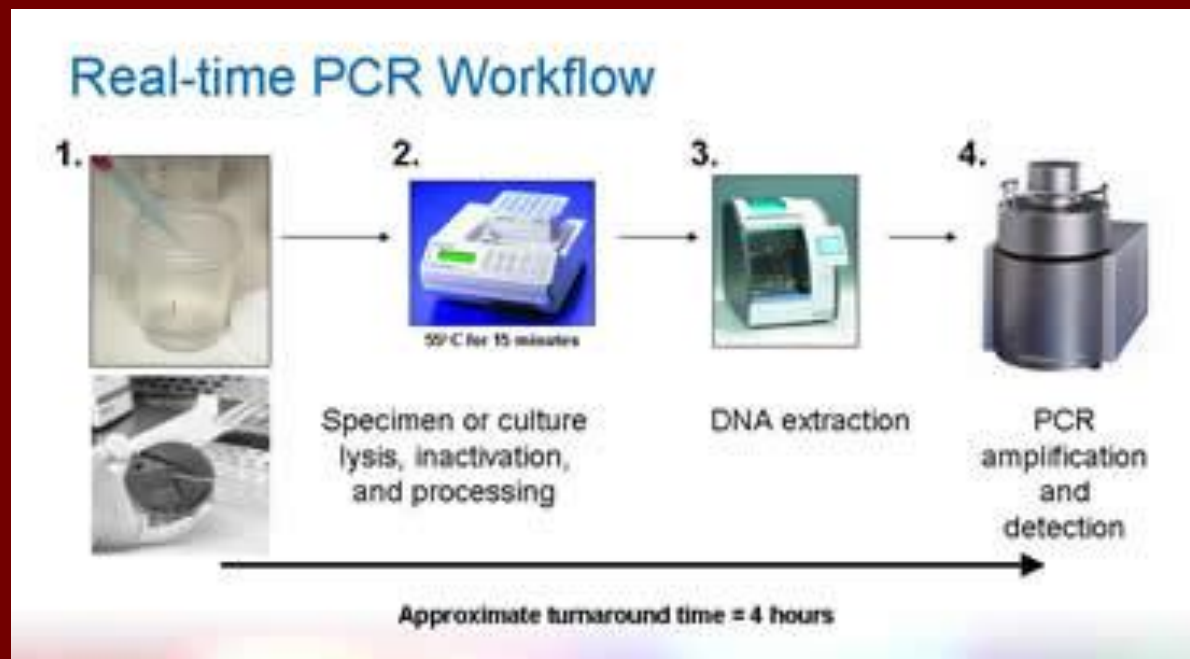 Real-time PCR Workflow
1.
2.
3.
4.
55°C for 15 minutes
Specimen or culture
lysis, inactivation,
and processing
DNA extraction
PCR
amplification
and
detection
Approximate turnaround time = 4 hours